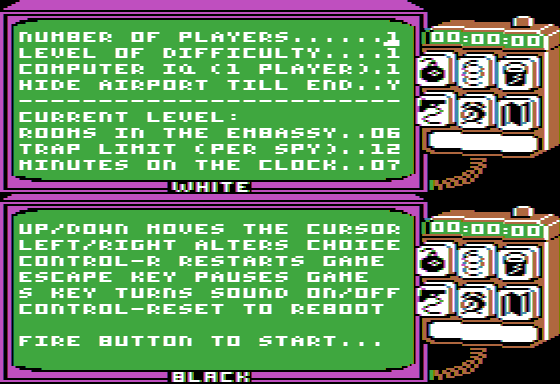 NUMBER OF PLAYERS......1
LEVEL OF DIFFICULTY....1
COMPUTER IQ (1 PLAYER).1
HIDE AIRPORT TILL END..Y
------------------------
CURRENT LEVEL:
ROOMS IN THE EMBASSY..06
TRAP LIMIT (PER SPY)..12
MINUTES ON THE CLOCK..07
WHITE
00:00:00
UP/DOWN MOVES THE CURSOR
LEFT/RIGHT ALTERS CHOICE
CONTROL-R RESTARTS GAME
ESCAPE KEY PAUSES GAME
S KEY TURNS SOUND ON/OFF
CONTROL-RESET TO REBOOT
FIRE BUTTON TO START...
BLACK
00:00:00